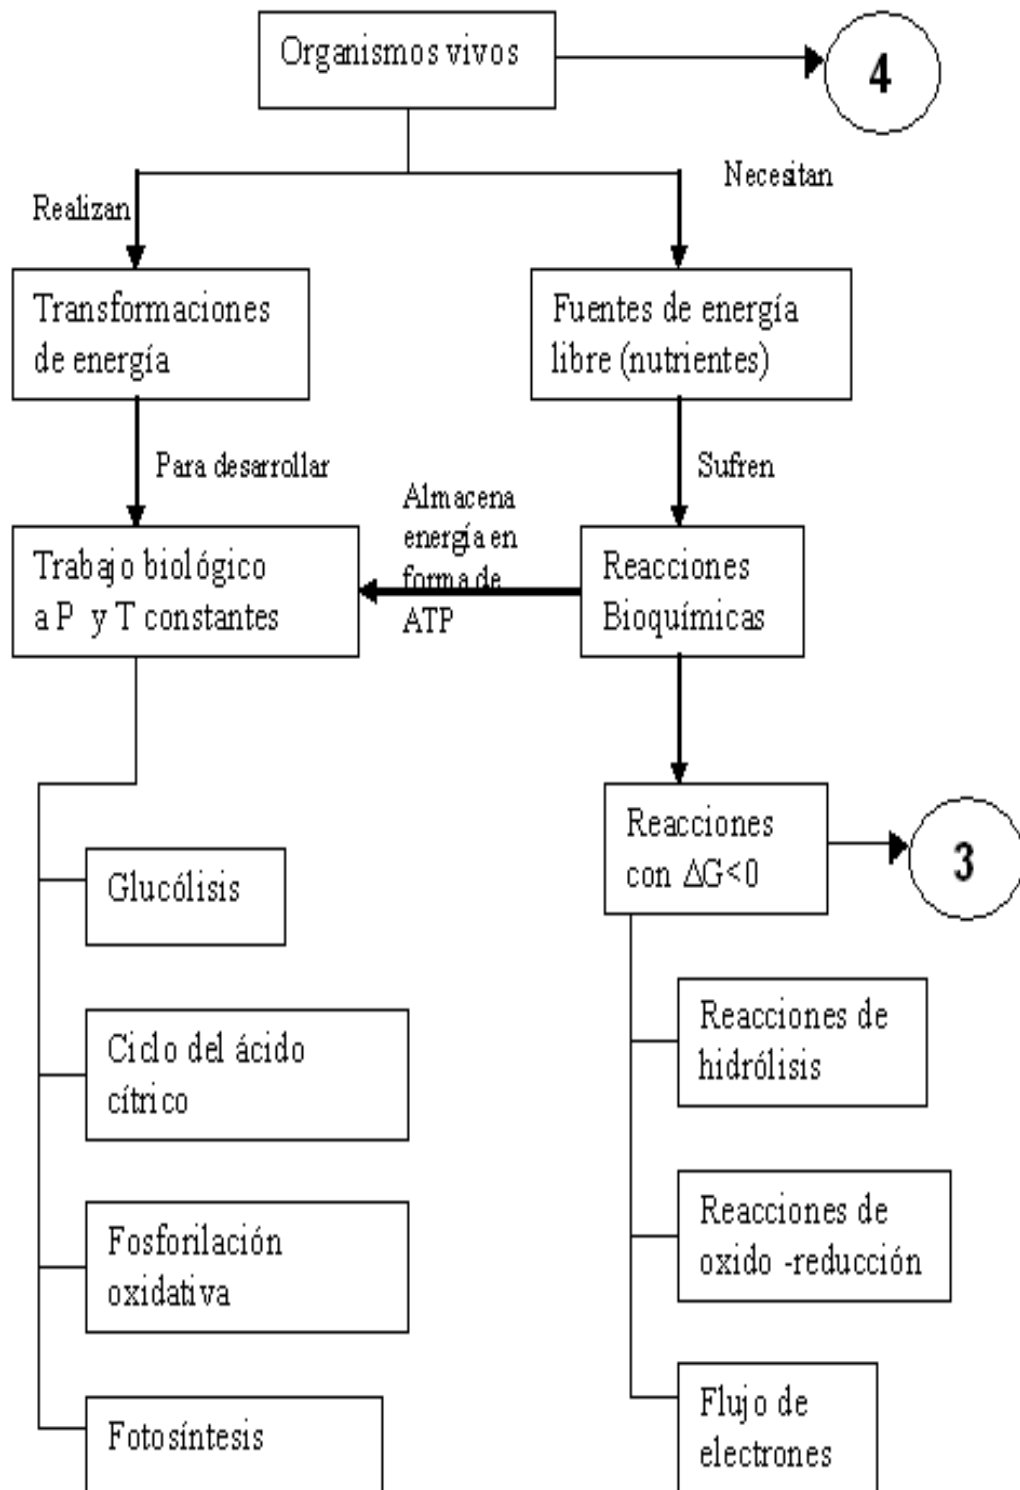 Organismos vivos
4
Necesitan
Realizan
Transformaciones
de energía
Fuentes de energía
libre (nutrientes)
Para desarrollar
Sufren
Almacena
energía en
forma de
ATP
Trabajo biológico
a P y T constantes
Reacciones
Bioquímicas
Reacciones
con ΔG<0
3
Glucólisis
Ciclo del ácido
cítrico
Fosforilación
oxidativa
Fotosíntesis
Reacciones de
hidrólisis
Reacciones de
oxido -reducción
Flujo de
electrones